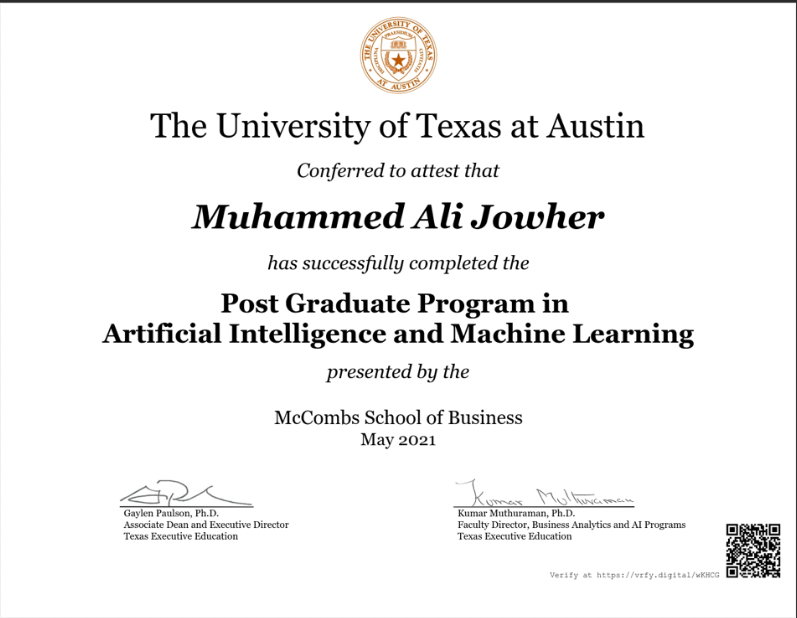 THE UNIVERSITY OF TEXAS
AT AUSTIN
The University of Texas at Austin
Conferred to attest that
Muhammed Ali Jowher
has successfully completed the
Post Graduate Program in
Artificial Intelligence and Machine Learning
presented by the
McCombs School of Business
May 2021
Kumar Muthuraman
Gaylen Paulson, Ph.D.
Associate Dean and Executive Director
Texas Executive Education
Kumar Muthuraman, Ph.D.
Faculty Director, Business Analytics and AI Programs
Texas Executive Education
Verify at https://vrfy.digital/wKHCG